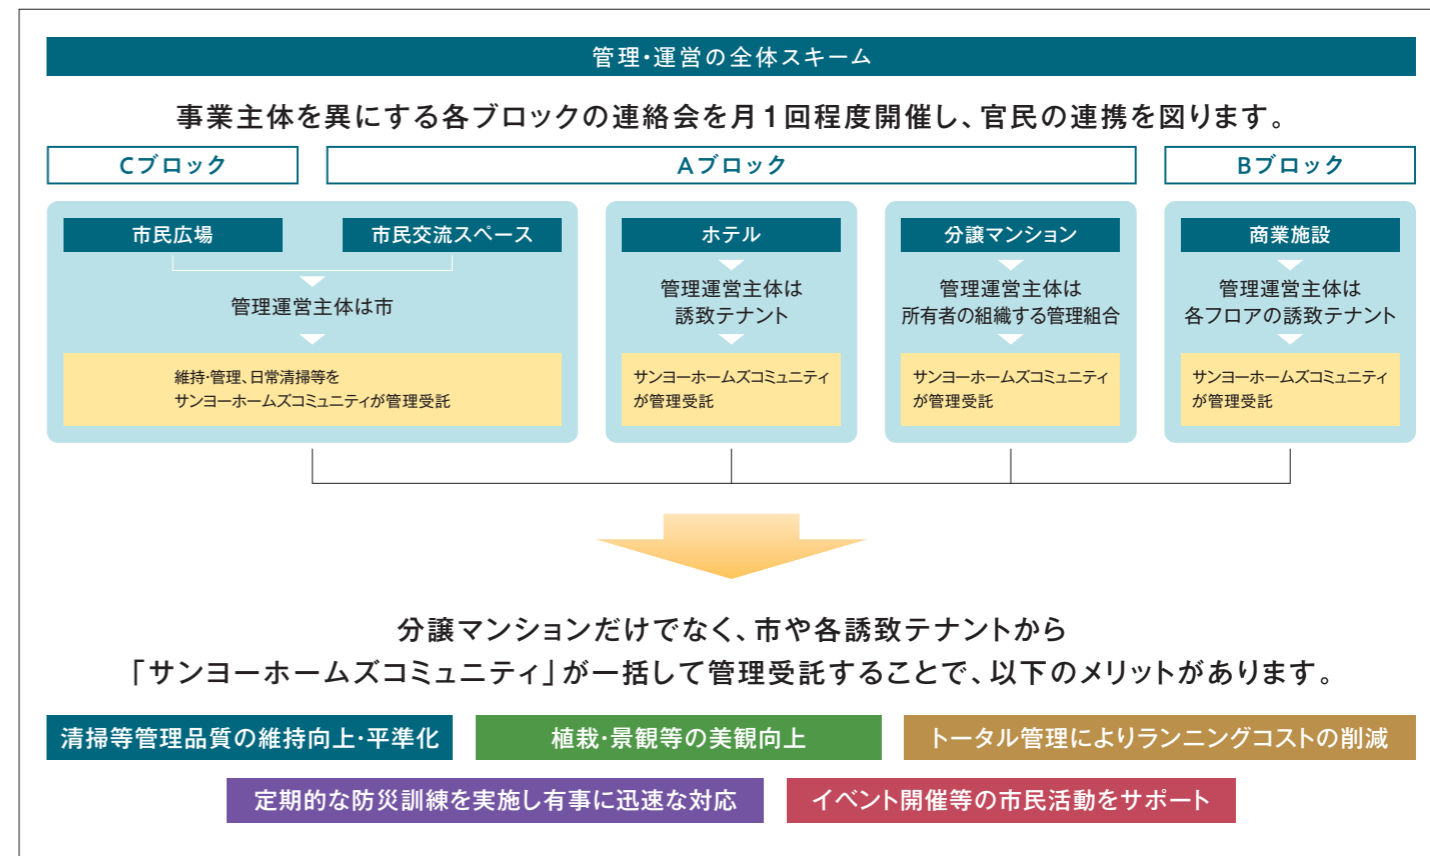 管理・運営の全体スキーム
事業主体を異にする各ブロックの連絡会を月1回程度開催し、官民の連携を図ります。
Cブロック
Aブロック
Bブロック
市民広場
市民交流スペース
管理運営主体は市
維持・管理、日常清掃等を
サンヨーホームズコミュニティが管理受託
ホテル
管理運営主体は
誘致テナント
サンヨーホームズコミュニティ
が管理受託
分譲マンション
管理運営主体は
所有者の組織する管理組合
サンヨーホームズコミュニティ
が管理受託
商業施設
管理運営主体は
各フロアの誘致テナント
サンヨーホームズコミュニティ
が管理受託
分譲マンションだけでなく、市や各誘致テナントから
「サンヨーホームズコミュニティ」が一括して管理受託することで、以下のメリットがあります。
清掃等管理品質の維持向上・平準化
植栽・景観等の美観向上
トータル管理によりランニングコストの削減
定期的な防災訓練を実施し有事に迅速な対応
イベント開催等の市民活動をサポート